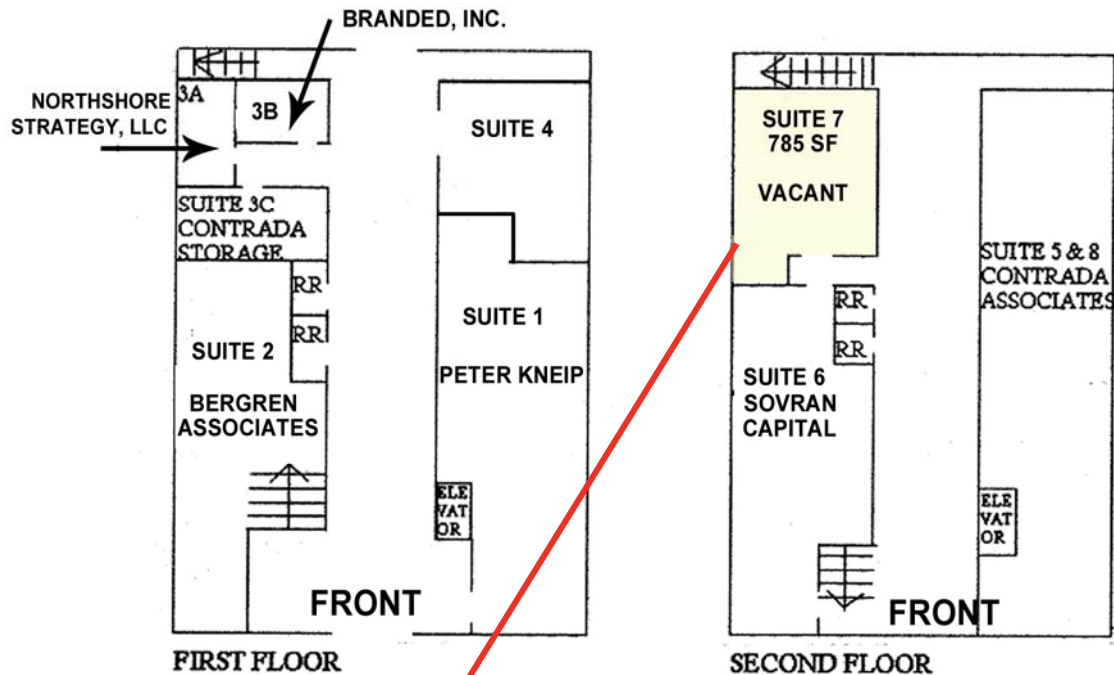 BRANDED, INC.
NORTHSHORE
STRATEGY, LLC
3A
3B
SUITE 4
SUITE 3C
CONTRADA
STORAGE
RR
RR
SUITE 2
BERGREN
ASSOCIATES
SUITE 1
PETER KNEIP
ELE
VAT
OR
FRONT
FIRST FLOOR
SUITE 7
785 SF
VACANT
SUITE 5 & 8
CONTRADA
ASSOCIATES
RR
RR
SUITE 6
SOVRAN
CAPITAL
ELE
VAT
OR
FRONT
SECOND FLOOR